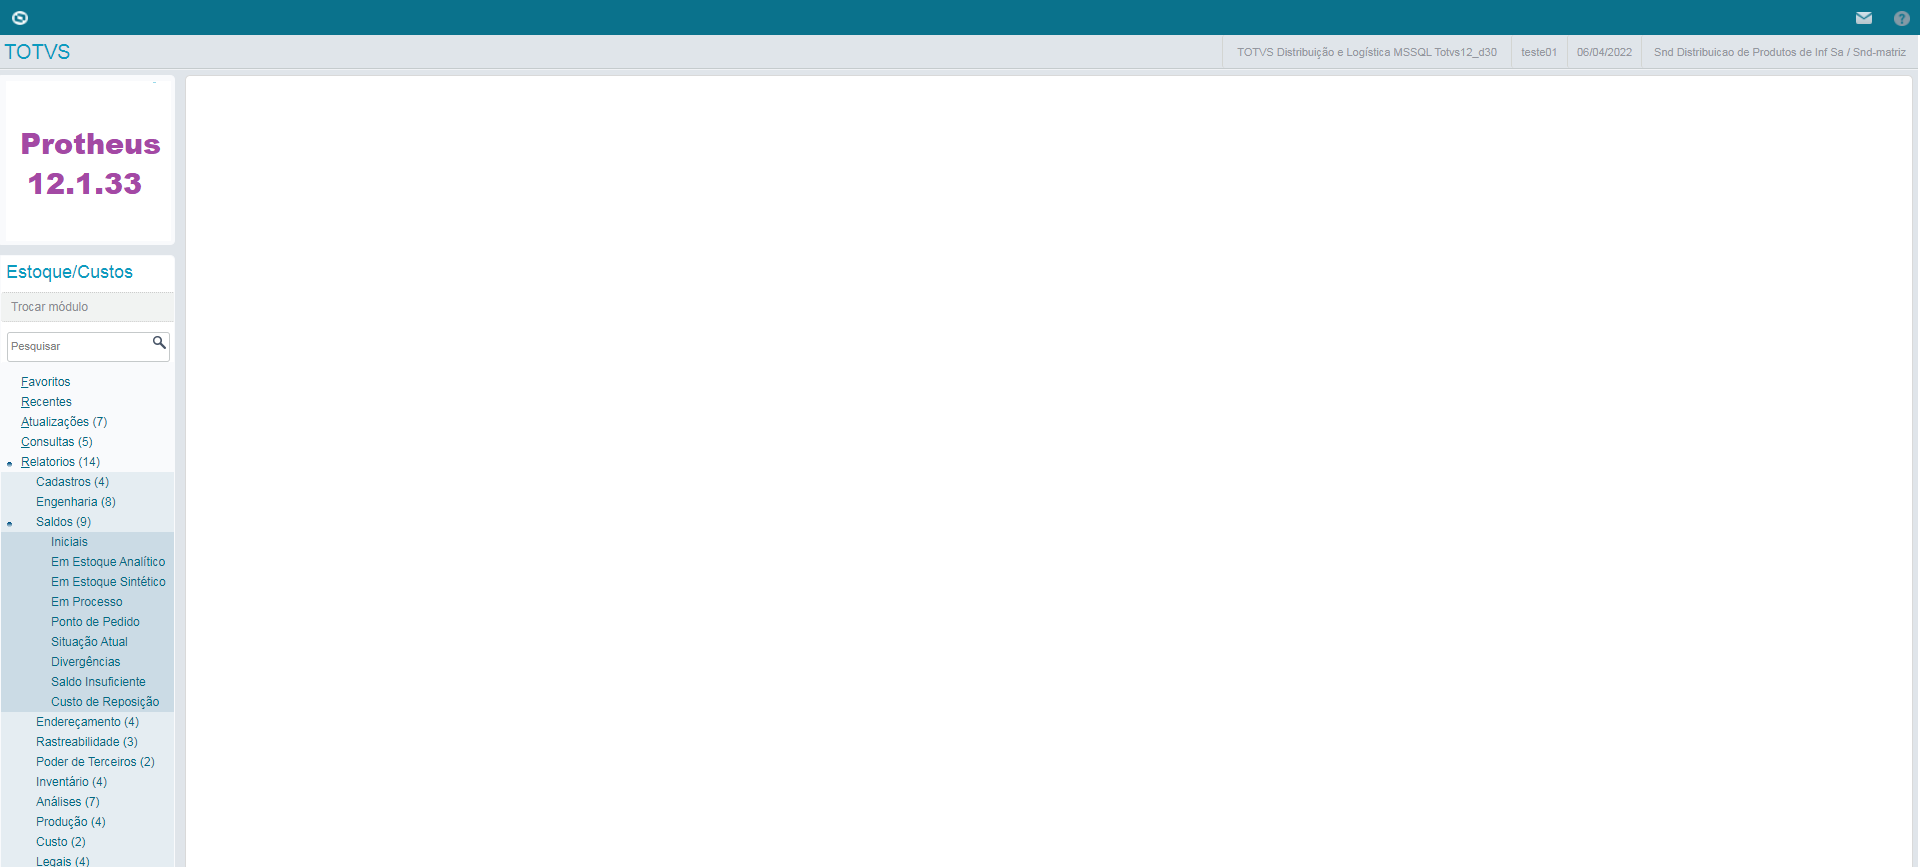 TOTVS
TOTVS Distribuição e Logística MSSQL Totvs12_d30
teste01
06/04/2022
Snd Distribuicao de Produtos de Inf Sa / Snd-matriz
Protheus
12.1.33
Estoque/Custos
Trocar módulo
Pesquisar
Favoritos
Recentes
Atualizações (7)
Consultas (5)
Relatorios (14)
Cadastros (4)
Engenharia (8)
Saldos (9)
Iniciais
Em Estoque Analítico
Em Estoque Sintético
Em Processo
Ponto de Pedido
Situação Atual
Divergências
Saldo Insuficiente
Custo de Reposição
Endereçamento (4)
Rastreabilidade (3)
Poder de Terceiros (2)
Inventário (4)
Análises (7)
Produção (4)
Custo (2)
Legais (4)